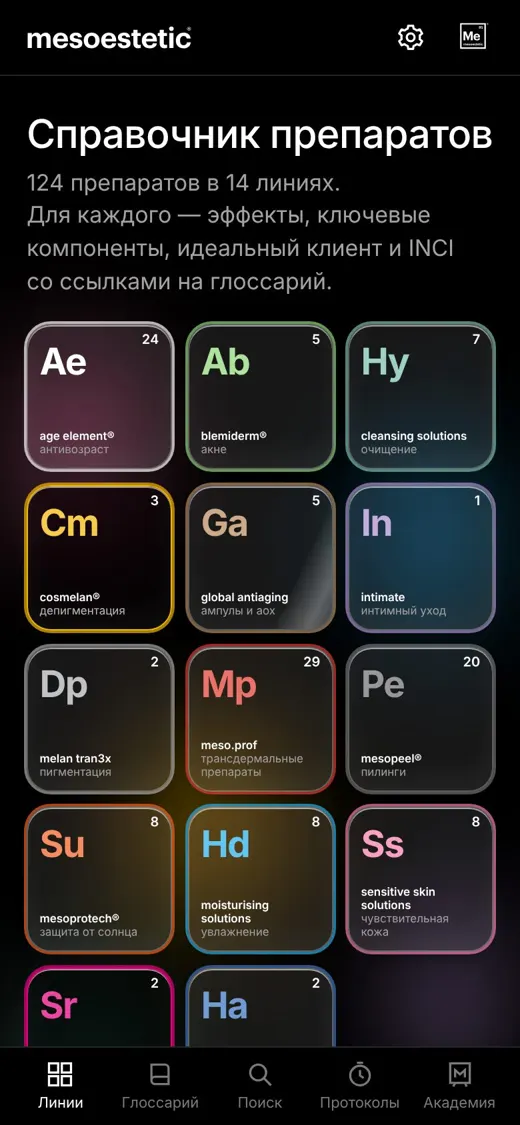 mesoestetic®
Me
mesoestetic
Справочник препаратов
124 препаратов в 14 линиях.
Для каждого — эффекты, ключевые
компоненты, идеальный клиент и INCI
со ссылками на глоссарий.
24
Ae
age element®
антивозраст
5
Ab
blemiderm®
акне
7
Hy
cleansing solutions
очищение
3
Cm
cosmelan®
депигментация
5
Ga
global antiaging
ампулы и аох
1
In
intimate
интимный уход
2
Dp
melan tran3x
пигментация
29
Mp
meso.prof
трансдермальные
препараты
20
Pe
mesopeel®
пилинги
8
Su
mesoprotech®
защита от солнца
8
Hd
moisturising
solutions
увлажнение
8
Ss
sensitive skin
solutions
чувствительная
кожа
2
Sr
2
Ha
Линии
Глоссарий
Поиск
Протоколы
Академия